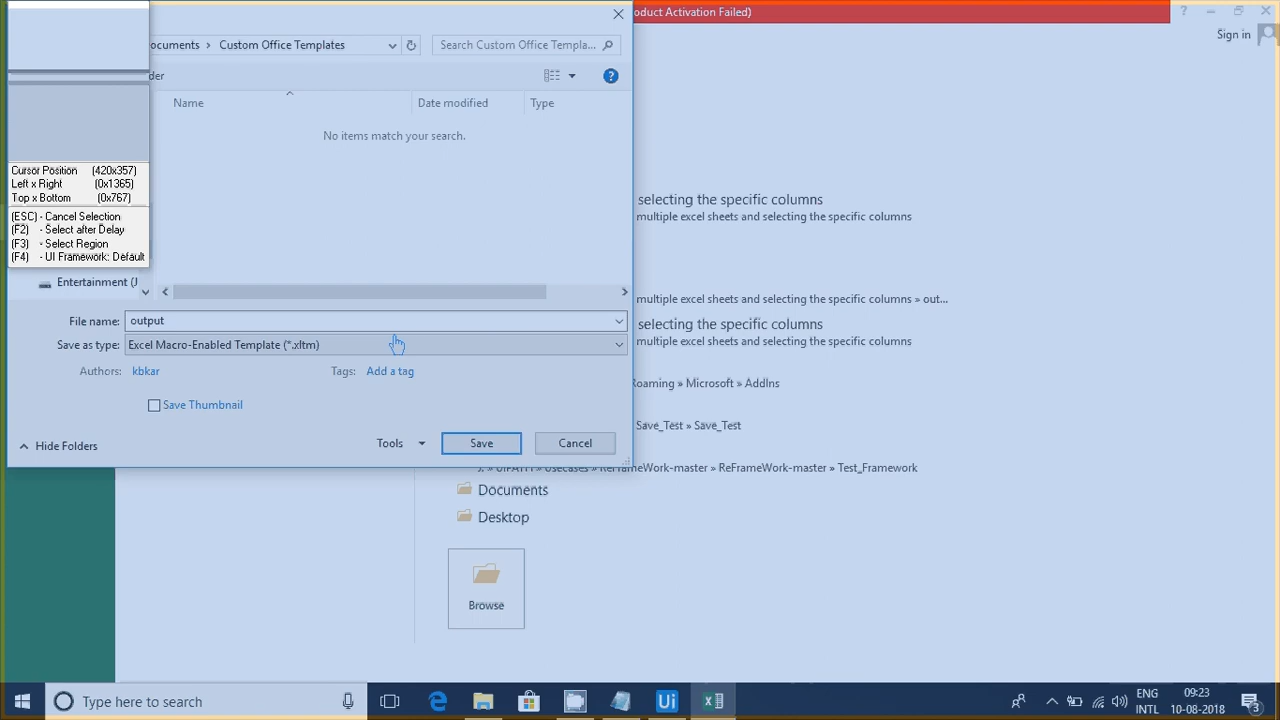 oduct Activation Failed)
Sign in
ocuments > Custom Office Templates
Search Custom Office Templa...
der
Name
Date modified
Type
No items match your search.
Cursor Position (420x357)
Left x Right (0x1365)
Top x Bottom (0x767)
(ESC) - Cancel Selection
(F2) - Select after Delay
(F3) - Select Region
(F4) - UI Framework: Default
Entertainment (J
File name: output
Save as type: Excel Macro-Enabled Template (*.xltm)
Authors: kbkar
Tags: Add a tag
Save Thumbnail
Hide Folders
Tools
Save
Cancel
selecting the specific columns
multiple excel sheets and selecting the specific columns
multiple excel sheets and selecting the specific columns » out...
selecting the specific columns
multiple excel sheets and selecting the specific columns
Roaming » Microsoft » AddIns
Save_Test » Save_Test
» UIPATH » Usecases » ReFrameWork-master » ReFrameWork-master » Test_Framework
Documents
Desktop
Browse
Type here to search
Ui
ENG
INTL
09:23
10-08-2018
3